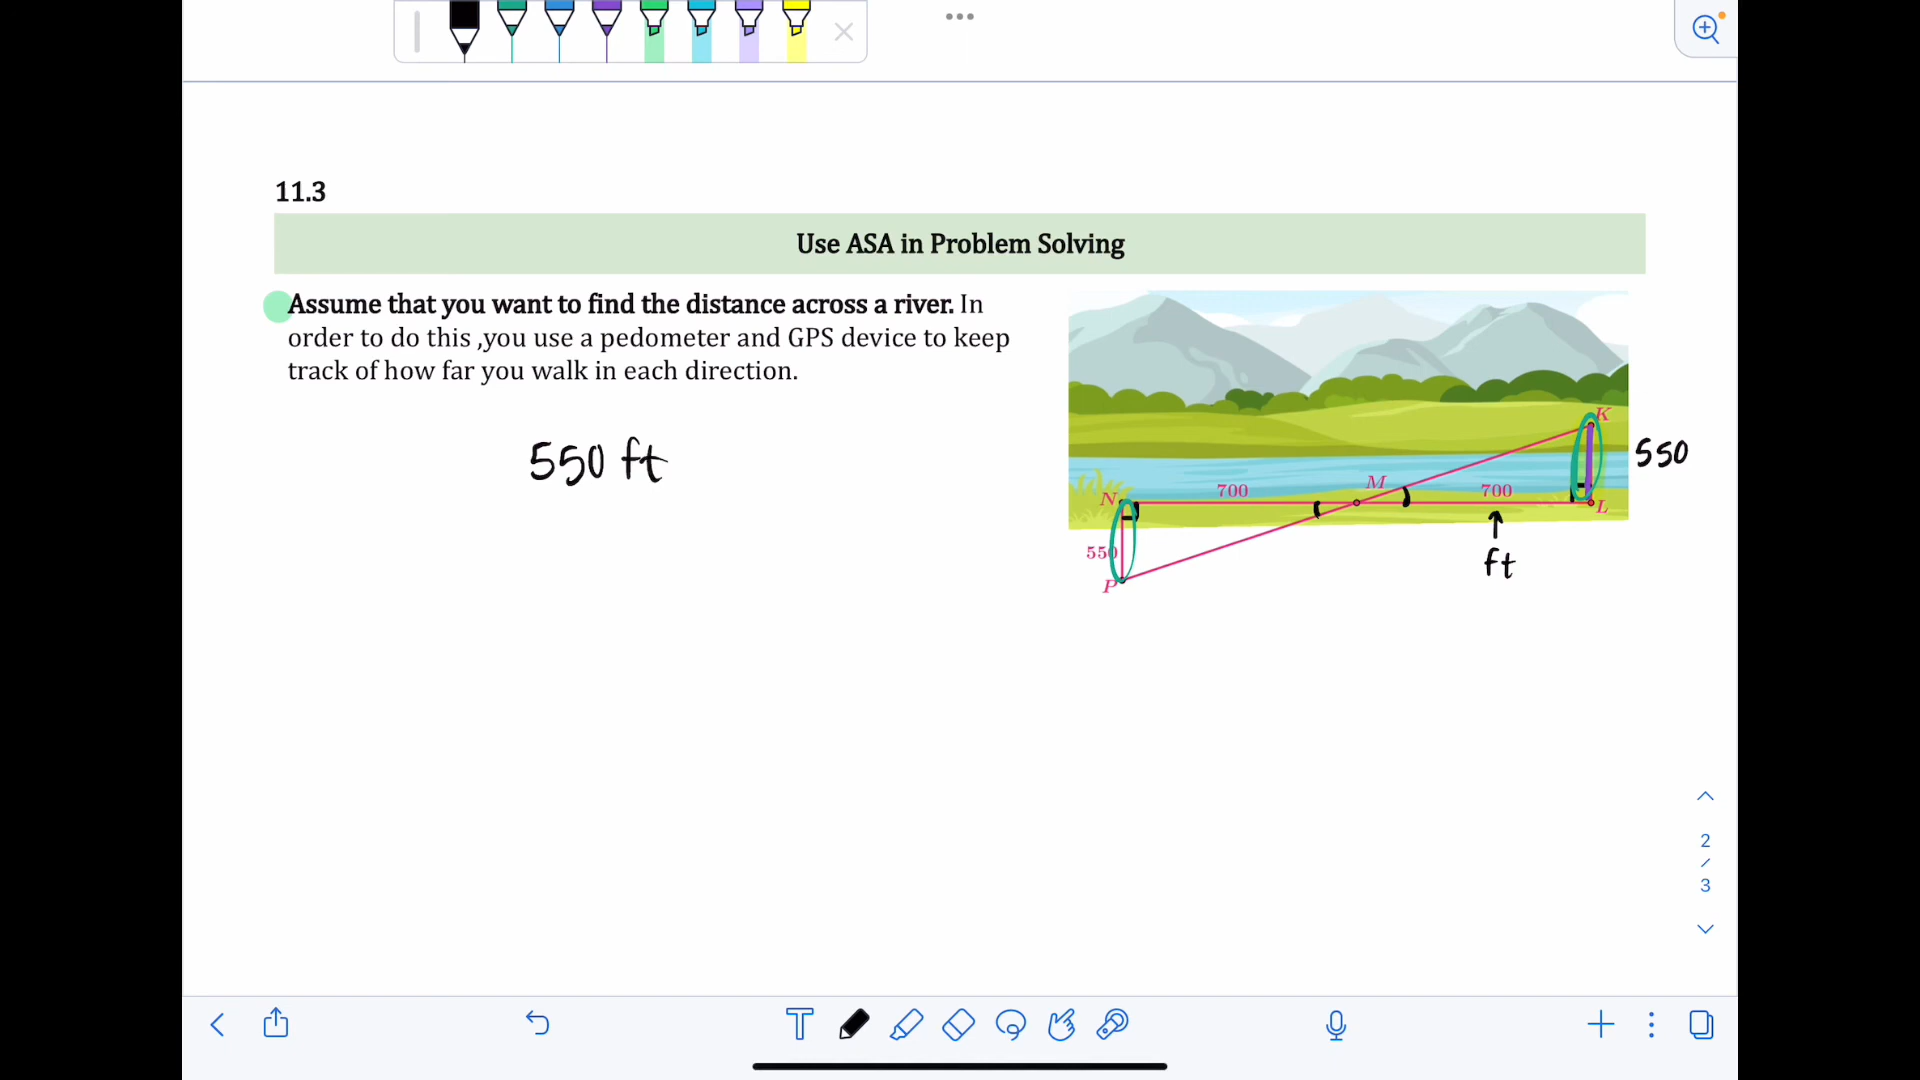 11.3
Use ASA in Problem Solving
Assume that you want to find the distance across a river. In
order to do this ,you use a pedometer and GPS device to keep
track of how far you walk in each direction.
550 ft
K
550
M
N
700
700
L
550
ft
P
2
/
3
T